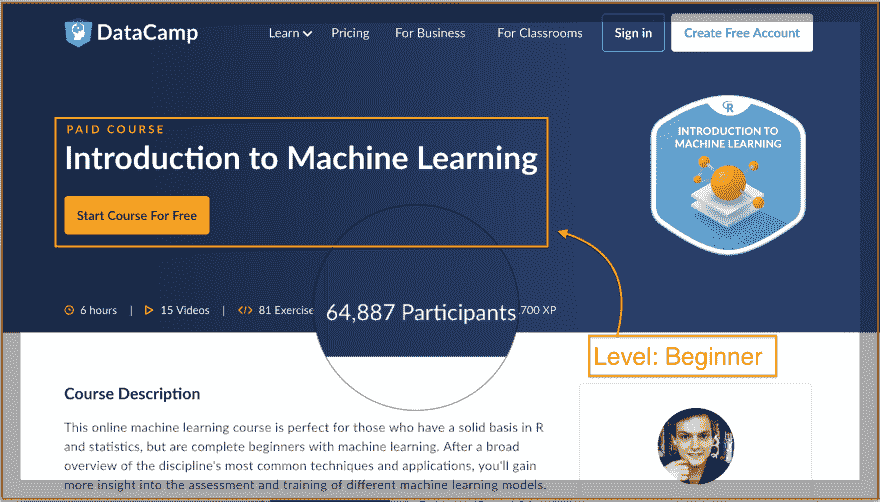 DataCamp
Learn Pricing For Business For Classrooms Sign in Create Free Account
PAID COURSE
Introduction to Machine Learning
Start Course For Free
R
INTRODUCTION TO
MACHINE LEARNING
6 hours | 15 Videos | </> 81 Exercise 64,887 Participants ,700 XP
Level: Beginner
Course Description
This online machine learning course is perfect for those who have a solid basis in R
and statistics, but are complete beginners with machine learning. After a broad
overview of the discipline's most common techniques and applications, you'll gain
more insight into the assessment and training of different machine learning models.